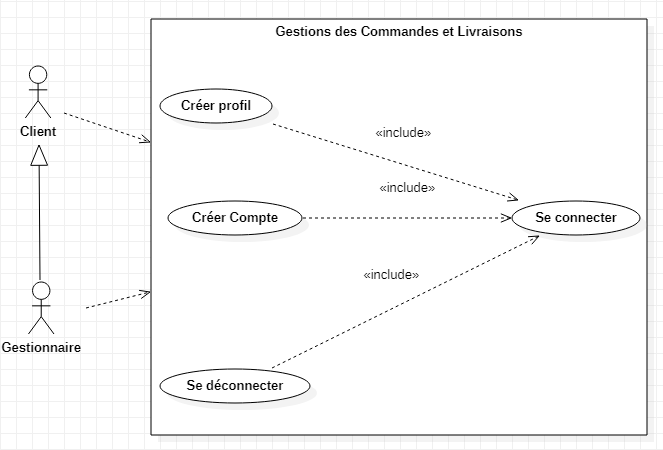 Gestions des Commandes et Livraisons
Créer profil
Client
«include»
«include»
Créer Compte
Se connecter
«include»
Gestionnaire
Se déconnecter